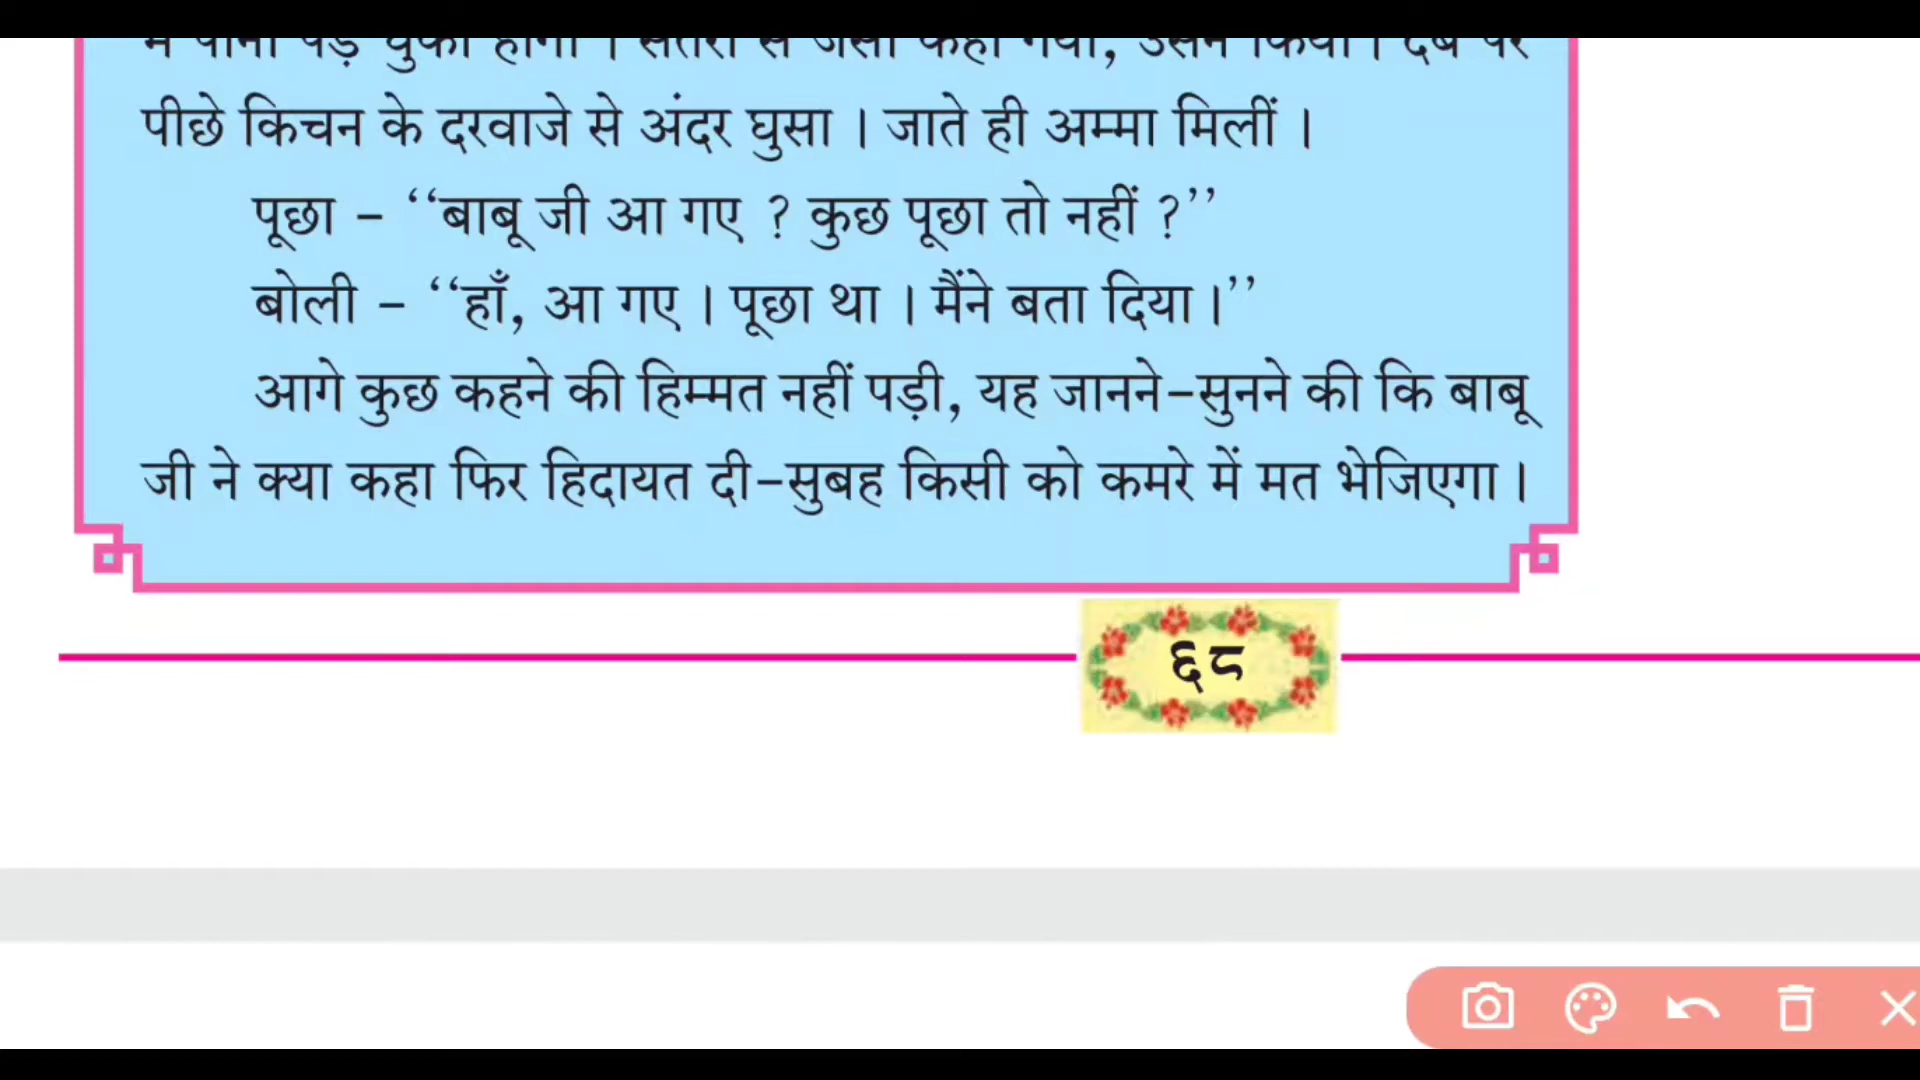 पीछे किचन के दरवाजे से अंदर घुसा । जाते ही अम्मा मिलीं ।
पूछा – ‘‘बाबू जी आ गए ? कुछ पूछा तो नहीं ?’’
बोली – ‘‘हाँ, आ गए । पूछा था । मैंने बता दिया ।’’
आगे कुछ कहने की हिम्मत नहीं पड़ी, यह जानने-सुनने की कि बाबू
जी ने क्या कहा फिर हिदायत दी-सुबह किसी को कमरे में मत भेजिएगा ।
६८